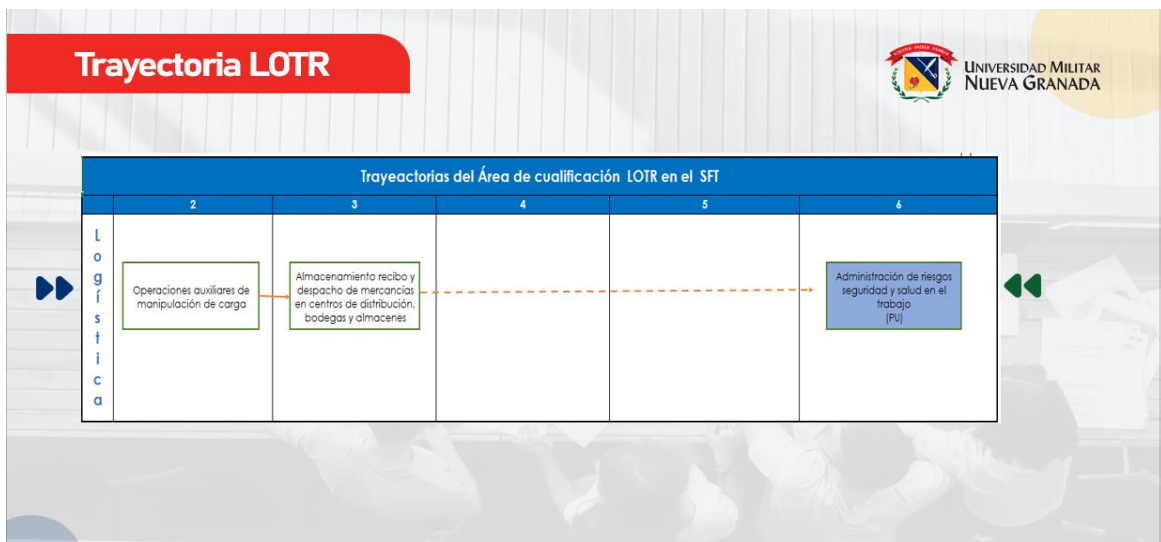 Trayectoria LOTR
UNIVERSIDAD MILITAR
NUEVA GRANADA
Trayeactorias del Área de cualificación LOTR en el SFT
2
3
4
5
6
Logística
Operaciones auxiliares de
manipulación de carga
Almacenamiento recibo y
despacho de mercancías
en centros de distribución,
bodegas y almacenes
Administración de riesgos
seguridad y salud en el
trabajo
(PU)